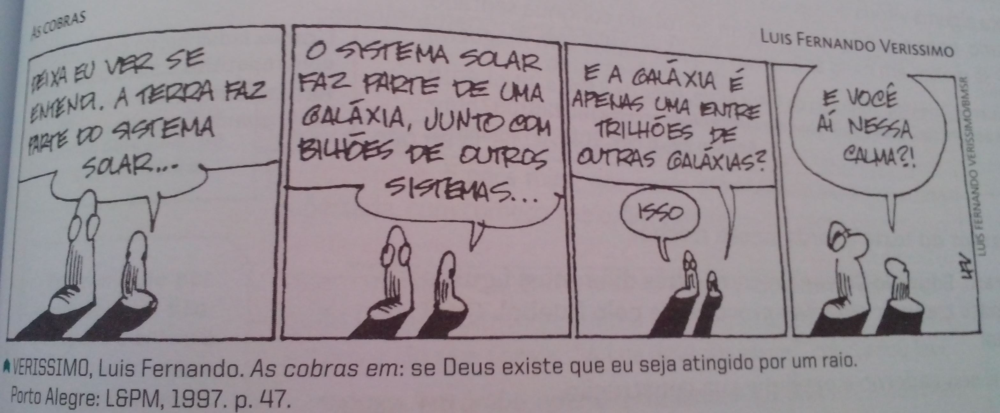 AS COBRAS
LUIS FERNANDO VERISSIMO
DEIXA EU VER SE
ENTENDI. A TERRA FAZ
PARTE DO SISTEMA
SOLAR...
O SISTEMA SOLAR
FAZ PARTE DE UMA
GALÁXIA, JUNTO COM
BILHÕES DE OUTROS
SISTEMAS...
E A GALÁXIA É
APENAS UMA ENTRE
TRILHÕES DE
OUTRAS GALÁXIAS?
ISSO
E VOCÊ
AÍ NESSA
CALMA?!
LFV
LUIS FERNANDO VERISSIMO/BMSR
VERISSIMO, Luis Fernando. As cobras em: se Deus existe que eu seja atingido por um raio.
Porto Alegre: L&PM, 1997. p. 47.